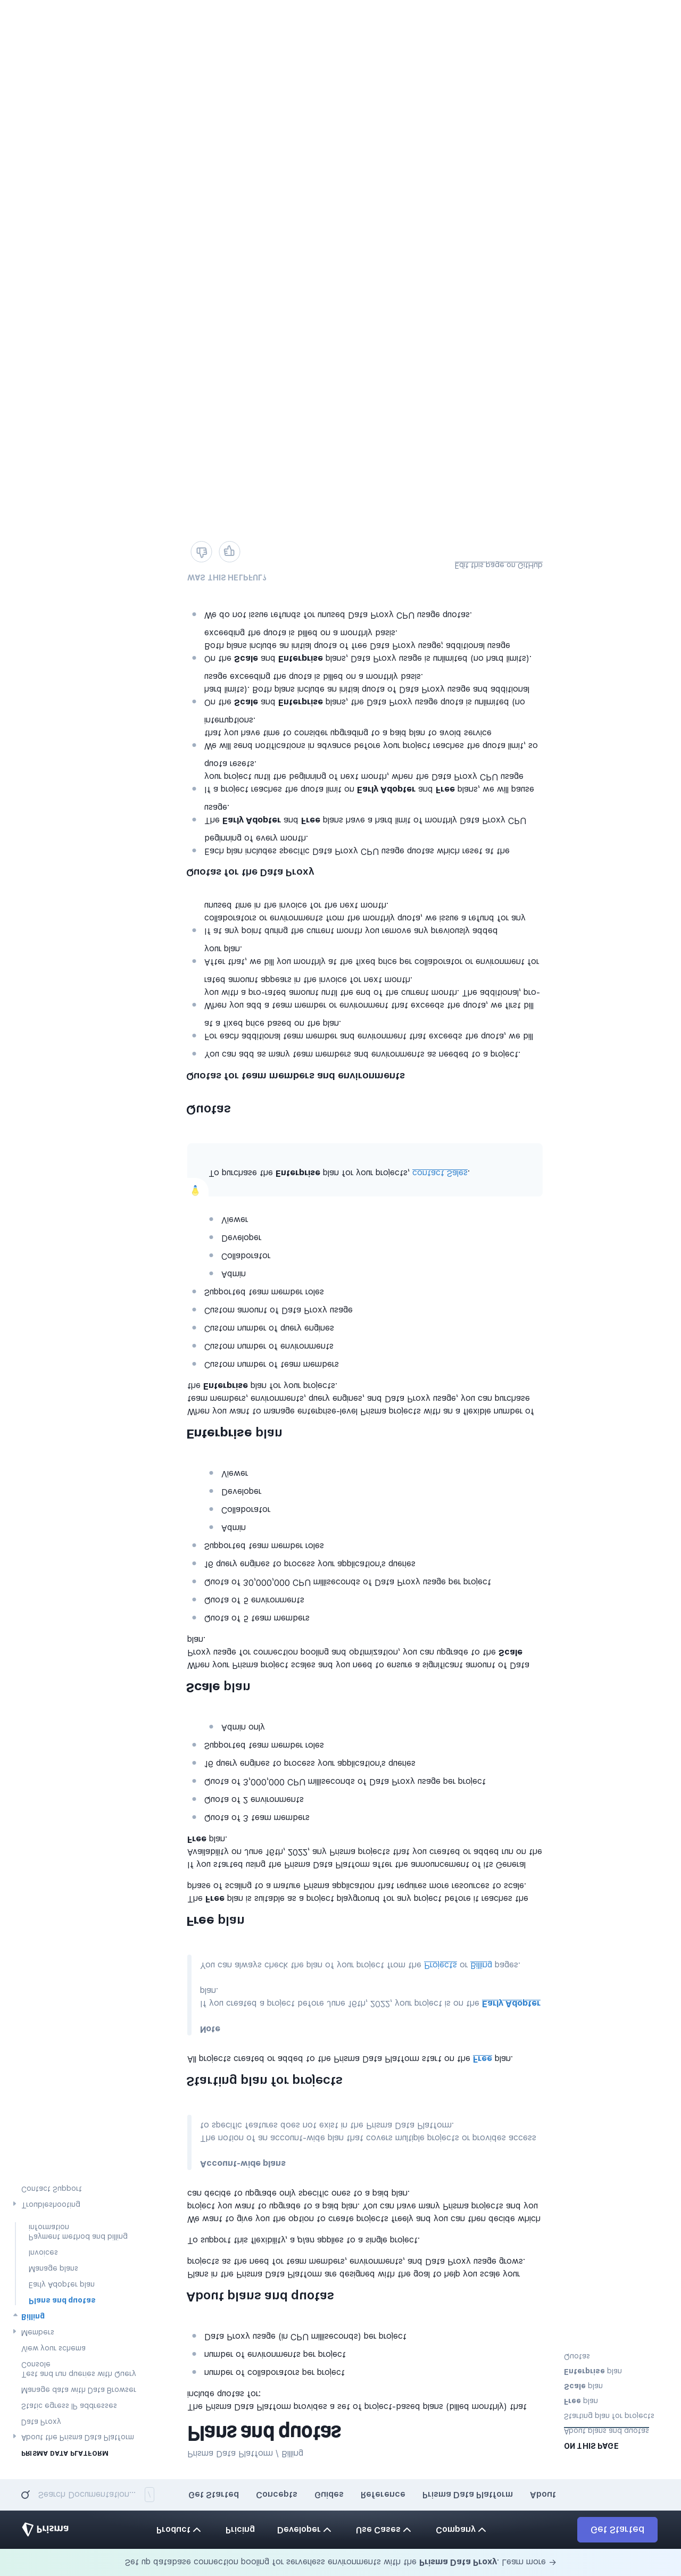 Set up database connection pooling for serverless environments with the Prisma Data Proxy. Learn more →
Prisma
Product
Pricing
Developer
Use Cases
Company
Get Started
Search Documentation...
/
Get Started
Concepts
Guides
Reference
Prisma Data Platform
About
PRISMA DATA PLATFORM
About the Prisma Data Platform
Data Proxy
Static egress IP addresses
Manage data with Data Browser
Test and run queries with Query
Console
View your schema
Members
Billing
Plans and quotas
Early Adopter plan
Manage plans
Invoices
Payment method and billing
information
Troubleshooting
Contact Support
ON THIS PAGE
About plans and quotas
Starting plan for projects
Free plan
Scale plan
Enterprise plan
Quotas
Prisma Data Platform / Billing
Plans and quotas
The Prisma Data Platform provides a set of project-based plans (billed monthly) that
include quotas for:
number of collaborators per project
number of environments per project
Data Proxy usage (in CPU milliseconds) per project
About plans and quotas
Plans in the Prisma Data Platform are designed with the goal to help you scale your
projects as the need for team members, environments, and Data Proxy usage grows.
To support this flexibility, a plan applies to a single project.
We want to give you the option to create projects freely and you can then decide which
project you want to upgrade to a paid plan. You can have many Prisma projects and you
can decide to upgrade only specific ones to a paid plan.
Account-wide plans
The notion of an account-wide plan that covers multiple projects or provides access
to specific features does not exist in the Prisma Data Platform.
Starting plan for projects
All projects created or added to the Prisma Data Platform start on the Free plan.
Note
If you created a project before June 16th, 2022, your project is on the Early Adopter
plan.
You can always check the plan of your project from the Projects or Billing pages.
Free plan
The Free plan is suitable as a project playground for any project before it reaches the
phase of scaling to a mature Prisma application that requires more resources to scale.
If you started using the Prisma Data Platform after the announcement of its General
Availability on June 16th, 2022, any Prisma projects that you created or added run on the
Free plan.
Quota of 3 team members
Quota of 2 environments
Quota of 3,000,000 CPU milliseconds of Data Proxy usage per project
16 query engines to process your application's queries
Supported team member roles
Admin only
Scale plan
When your Prisma project scales and you need to ensure a significant amount of Data
Proxy usage for connection pooling and optimization, you can upgrade to the Scale
plan.
Quota of 5 team members
Quota of 5 environments
Quota of 30,000,000 CPU milliseconds of Data Proxy usage per project
16 query engines to process your application's queries
Supported team member roles
Admin
Collaborator
Developer
Viewer
Enterprise plan
When you want to manage enterprise-level Prisma projects with an a flexible number of
team members, environments, query engines, and Data Proxy usage, you can purchase
the Enterprise plan for your projects.
Custom number of team members
Custom number of environments
Custom number of query engines
Custom amount of Data Proxy usage
Supported team member roles
Admin
Collaborator
Developer
Viewer
To purchase the Enterprise plan for your projects, contact Sales.
Quotas
Quotas for team members and environments
You can add as many team members and environments as needed to a project.
For each additional team member and environment that exceeds the quota, we bill
at a fixed price based on the plan.
When you add a team member or environment that exceeds the quota, we first bill
you with a pro-rated amount until the end of the current month. The additional, pro-
rated amount appears in the invoice for next month.
After that, we bill you monthly at the fixed price per collaborator or environment for
your plan.
If at any point during the current month you remove any previously added
collaborators or environments from the monthly quota, we issue a refund for any
unused time in the invoice for the next month.
Quotas for the Data Proxy
Each plan includes specific Data Proxy CPU usage quotas which reset at the
beginning of every month.
The Early Adopter and Free plans have a hard limit of monthly Data Proxy CPU
usage.
If a project reaches the quota limit on Early Adopter and Free plans, we will pause
your project until the beginning of next month, when the Data Proxy CPU usage
quota resets.
We will send notifications in advance before your project reaches the quota limit, so
that you have time to consider upgrading to a paid plan to avoid service
interruptions.
On the Scale and Enterprise plans, the Data Proxy usage quota is unlimited (no
hard limits). Both plans include an initial quota of Data Proxy usage and additional
usage exceeding the quota is billed on a monthly basis.
On the Scale and Enterprise plans, Data Proxy usage is unlimited (no hard limits).
Both plans include an initial quota of free Data Proxy usage; additional usage
exceeding the quota is billed on a monthly basis.
We do not issue refunds for unused Data Proxy CPU usage quotas.
WAS THIS HELPFUL?
Edit this page on GitHub